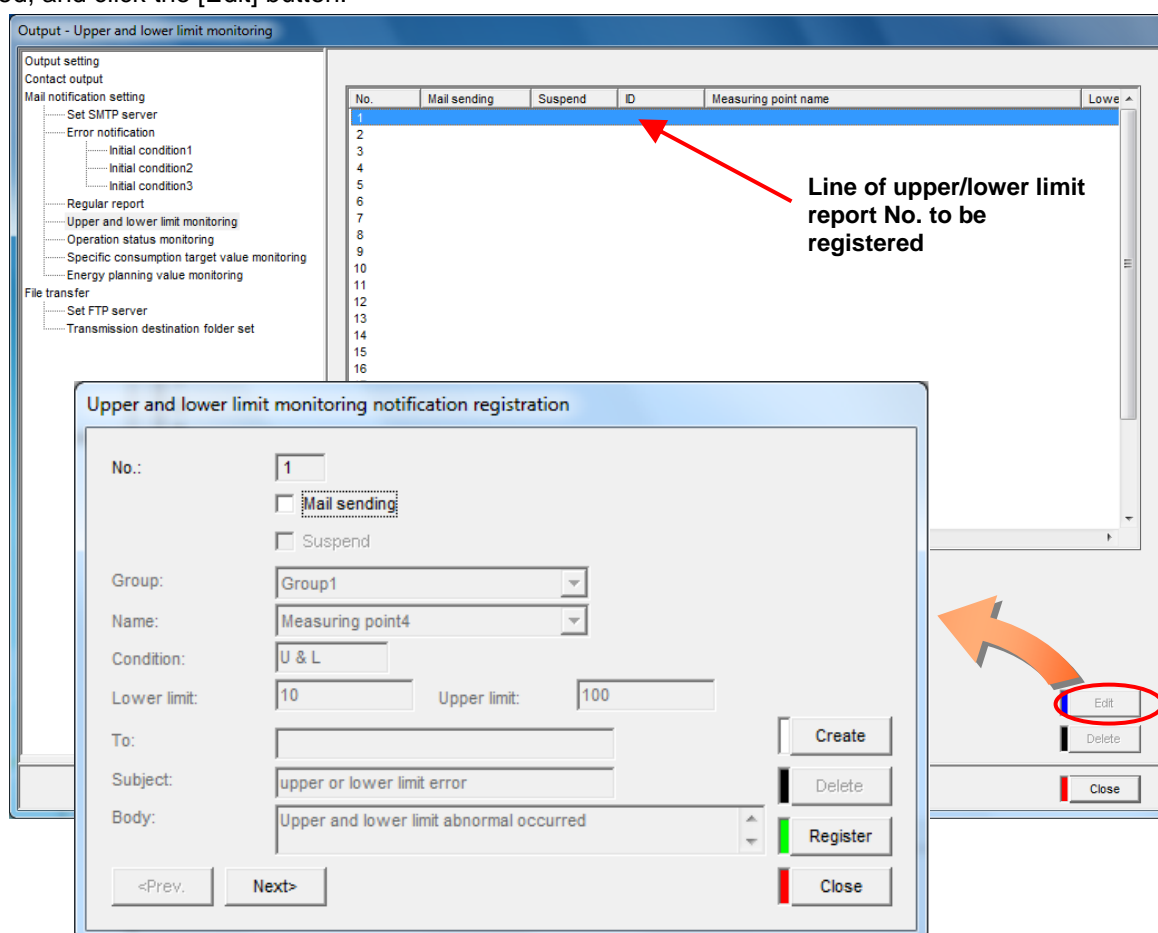 ed, and click the [Edit] button.
Output - Upper and lower limit monitoring
Output setting
Contact output
Mail notification setting
Set SMTP server
Error notification
Initial condition1
Initial condition2
Initial condition3
Regular report
Upper and lower limit monitoring
Operation status monitoring
Specific consumption target value monitoring
Energy planning value monitoring
File transfer
Set FTP server
Transmission destination folder set
No. Mail sending Suspend ID Measuring point name Lowe
1
2
3
4
5
6
7
8
9
10
11
12
13
14
15
16
Line of upper/lower limit
report No. to be
registered
Edit
Delete
Close
Upper and lower limit monitoring notification registration
No.: 1
Mail sending
Suspend
Group: Group1
Name: Measuring point4
Condition: U & L
Lower limit: 10 Upper limit: 100
To: Create
Subject: upper or lower limit error Delete
Body: Upper and lower limit abnormal occurred Register
<Prev. Next> Close